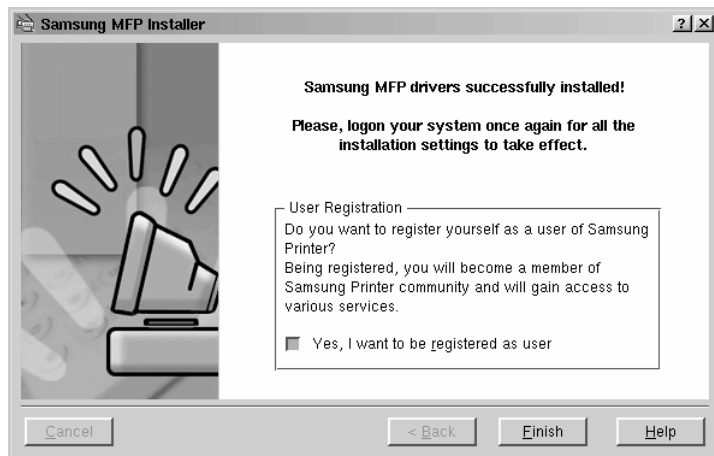 Samsung MFP Installer
? X
Samsung MFP drivers successfully installed!
Please, logon your system once again for all the
installation settings to take effect.
User Registration
Do you want to register yourself as a user of Samsung
Printer?
Being registered, you will become a member of
Samsung Printer community and will gain access to
various services.
Yes, I want to be registered as user
Cancel
< Back
Finish
Help